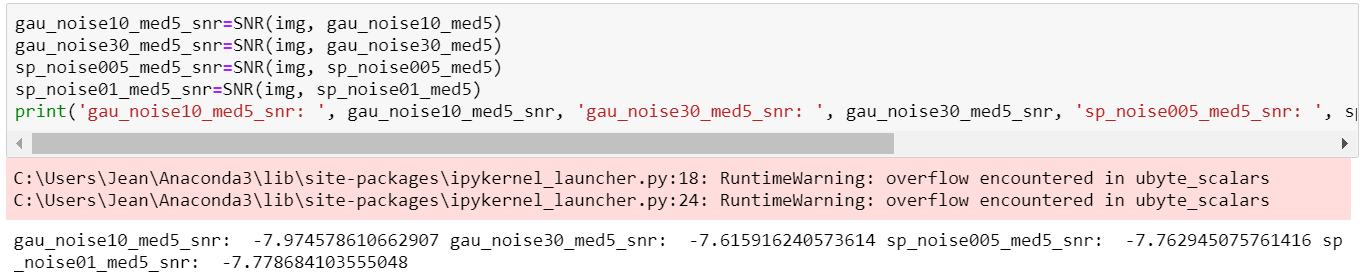 gau_noise10_med5_snr=SNR(img, gau_noise10_med5)
gau_noise30_med5_snr=SNR(img, gau_noise30_med5)
sp_noise005_med5_snr=SNR(img, sp_noise005_med5)
sp_noise01_med5_snr=SNR(img, sp_noise01_med5)
print('gau_noise10_med5_snr: ', gau_noise10_med5_snr, 'gau_noise30_med5_snr: ', gau_noise30_med5_snr, 'sp_noise005_med5_snr: ', sp
C:\Users\Jean\Anaconda3\lib\site-packages\ipykernel_launcher.py:18: RuntimeWarning: overflow encountered in ubyte_scalars
C:\Users\Jean\Anaconda3\lib\site-packages\ipykernel_launcher.py:24: RuntimeWarning: overflow encountered in ubyte_scalars
gau_noise10_med5_snr:  -7.974578610662907 gau_noise30_med5_snr:  -7.615916240573614 sp_noise005_med5_snr:  -7.762945075761416 sp
_noise01_med5_snr:  -7.778684103555048